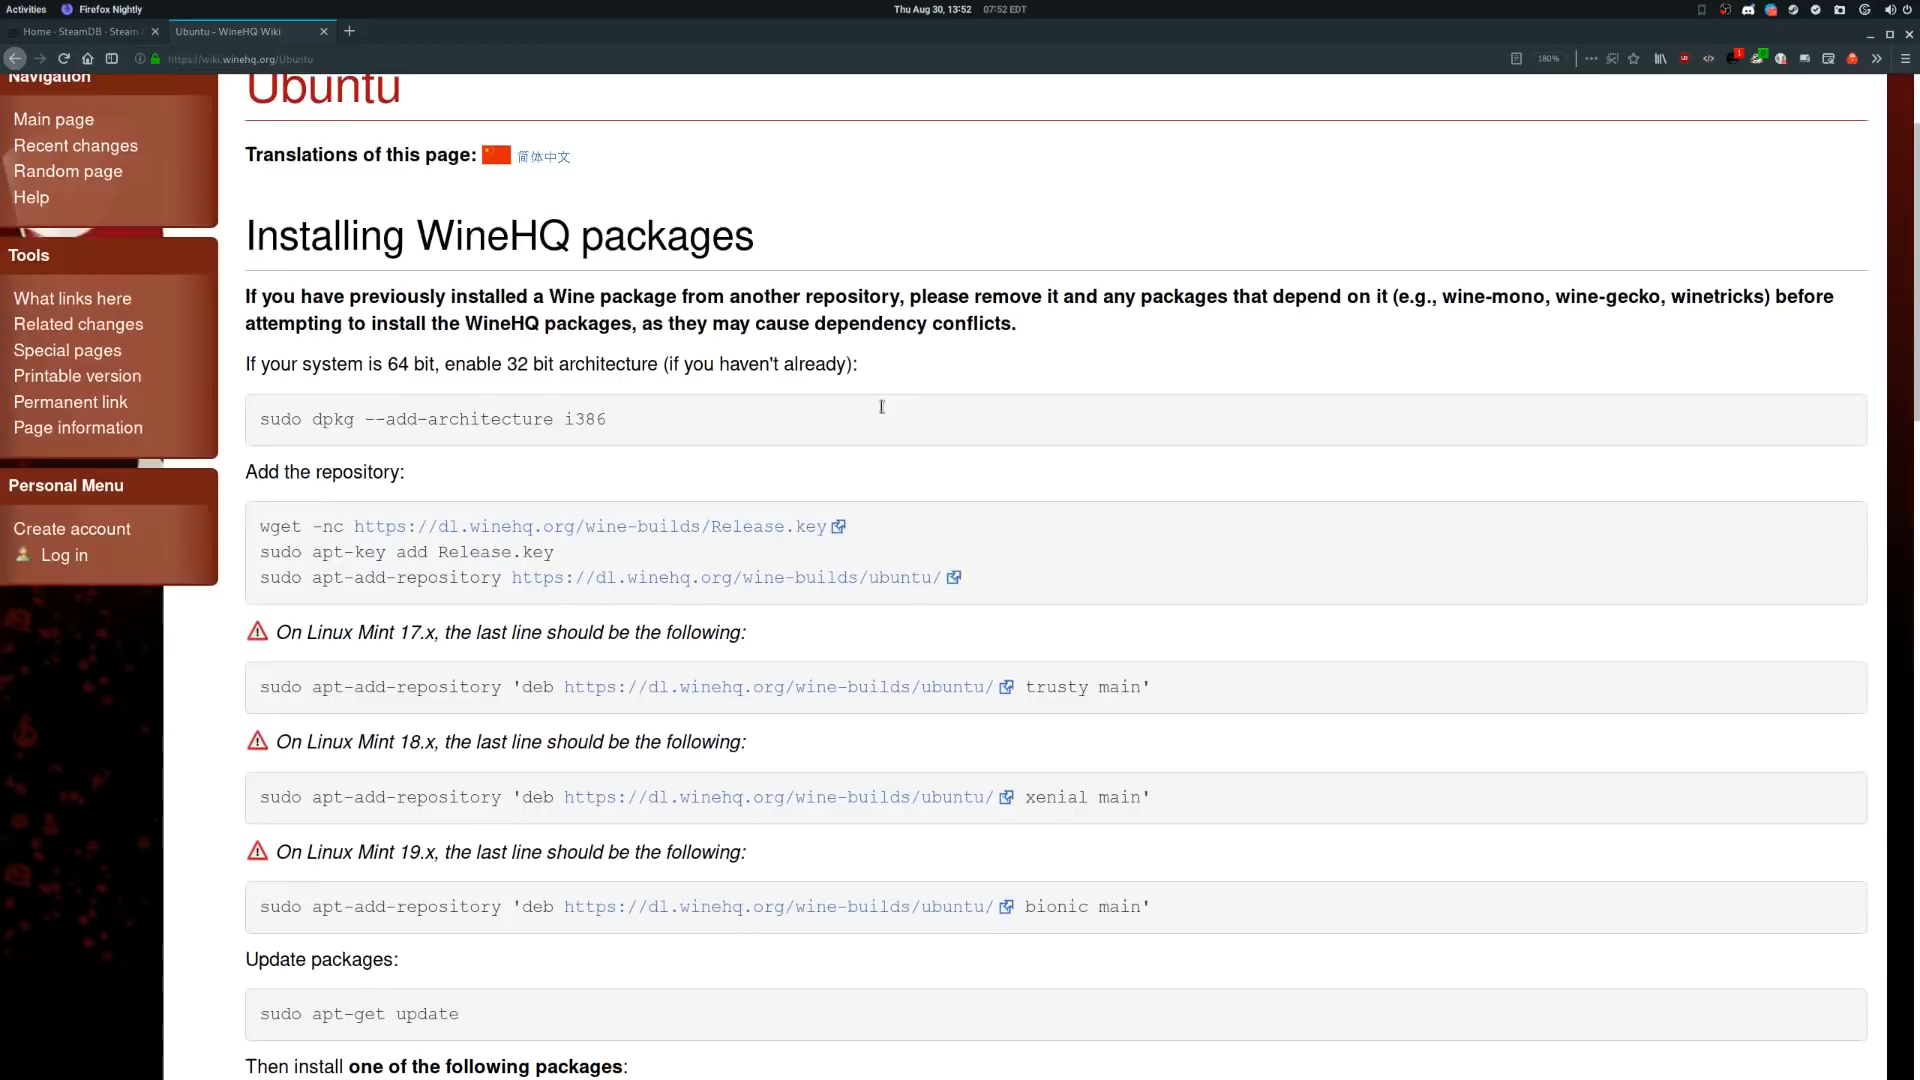 Activities Firefox Nightly Thu Aug 30, 13:52 07:52 EDT
Home · SteamDB · Steam
Ubuntu - WineHQ Wiki
https://wiki.winehq.org/Ubuntu
180%
Navigation
Main page
Recent changes
Random page
Help
Tools
What links here
Related changes
Special pages
Printable version
Permanent link
Page information
Personal Menu
Create account
Log in
Ubuntu
Translations of this page: 简体中文
Installing WineHQ packages
If you have previously installed a Wine package from another repository, please remove it and any packages that depend on it (e.g., wine-mono, wine-gecko, winetricks) before
attempting to install the WineHQ packages, as they may cause dependency conflicts.
If your system is 64 bit, enable 32 bit architecture (if you haven't already):
sudo dpkg --add-architecture i386
Add the repository:
wget -nc https://dl.winehq.org/wine-builds/Release.key
sudo apt-key add Release.key
sudo apt-add-repository https://dl.winehq.org/wine-builds/ubuntu/
On Linux Mint 17.x, the last line should be the following:
sudo apt-add-repository 'deb https://dl.winehq.org/wine-builds/ubuntu/ trusty main'
On Linux Mint 18.x, the last line should be the following:
sudo apt-add-repository 'deb https://dl.winehq.org/wine-builds/ubuntu/ xenial main'
On Linux Mint 19.x, the last line should be the following:
sudo apt-add-repository 'deb https://dl.winehq.org/wine-builds/ubuntu/ bionic main'
Update packages:
sudo apt-get update
Then install one of the following packages: